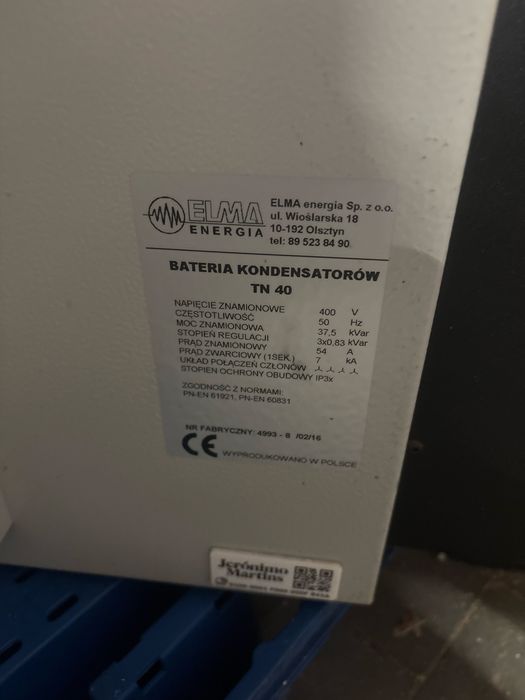 ELMA
ENERGIA
ELMA energia Sp. z o.o.
ul. Wioślarska 18
10-192 Olsztyn
tel: 89 523 84 90
BATERIA KONDENSATORÓW
TN 40
NAPIĘCIE ZNAMIONOWE 400 V
CZĘSTOTLIWOŚĆ 50 Hz
MOC ZNAMIONOWA 37,5 kVar
STOPIEŃ REGULACJI 3x0,83 kVar
PRĄD ZNAMIONOWY 54 A
PRĄD ZWARCIOWY (1SEK.) 7 kA
UKŁAD POŁĄCZEŃ CZŁONÓW
STOPIEŃ OCHRONY OBUDOWY IP3x
ZGODNOŚĆ Z NORMAMI:
PN-EN 61921, PN-EN 60831
NR FABRYCZNY: 4993 - 8 /02/16
CE WYPRODUKOWANO W POLSCE
Jerónimo
Martins